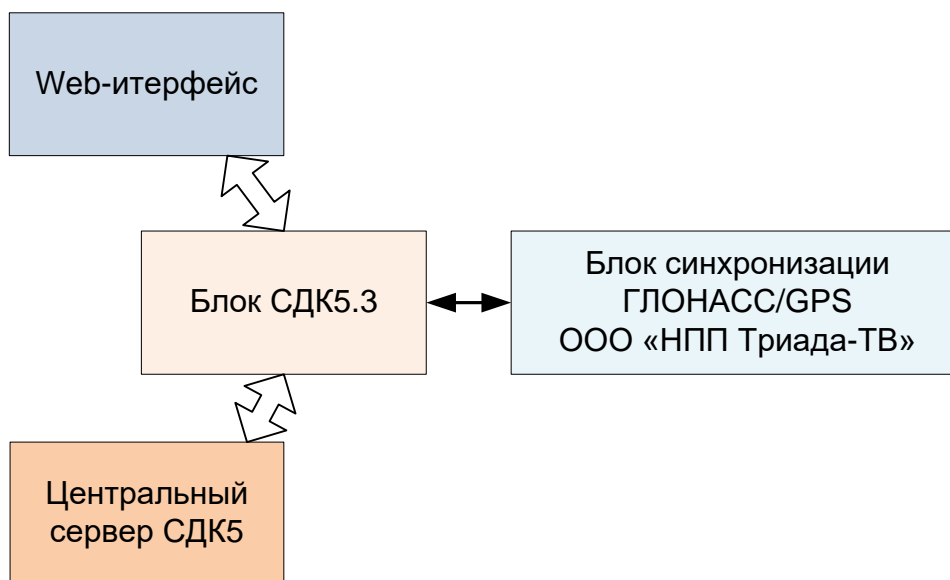 Web-итерфейс
Блок СДК5.3
Блок синхронизации
ГЛОНАСС/GPS
ООО «НПП Триада-ТВ»
Центральный
сервер СДК5